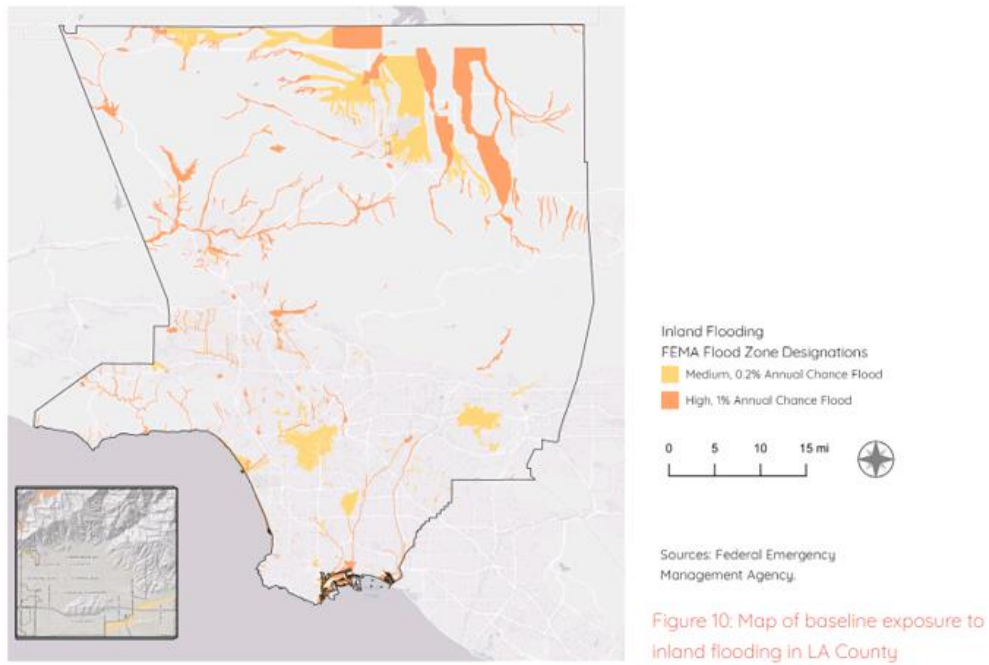 Inland Flooding
FEMA Flood Zone Designations
Medium, 0.2% Annual Chance Flood
High, 1% Annual Chance Flood
0 5 10 15 mi
Sources: Federal Emergency
Management Agency.
Figure 10: Map of baseline exposure to
inland flooding in LA County